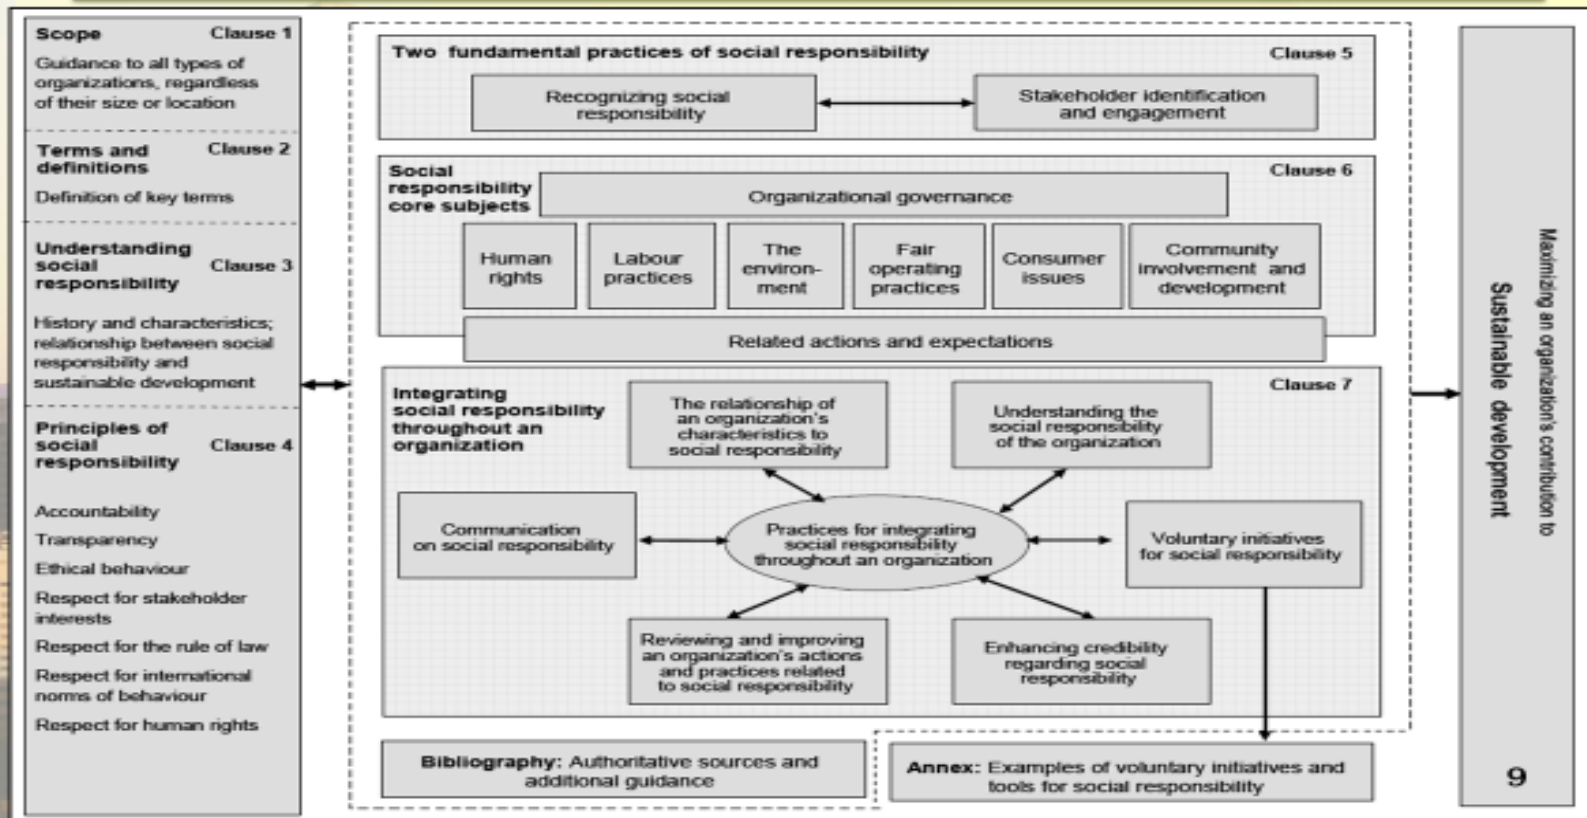 Scope Clause 1
Guidance to all types of
organizations, regardless
of their size or location
Terms and Clause 2
definitions
Definition of key terms
Understanding
social Clause 3
responsibility
History and characteristics;
relationship between social
responsibility and
sustainable development
Principles of
social Clause 4
responsibility
Accountability
Transparency
Ethical behaviour
Respect for stakeholder
interests
Respect for the rule of law
Respect for international
norms of behaviour
Respect for human rights
Two fundamental practices of social responsibility Clause 5
Recognizing social
responsibility
Stakeholder identification
and engagement
Social
responsibility
core subjects
Clause 6
Organizational governance
Human
rights
Labour
practices
The
environ-
ment
Fair
operating
practices
Consumer
issues
Community
involvement and
development
Related actions and expectations
Integrating
social responsibility
throughout an
organization
Clause 7
The relationship of
an organization's
characteristics to
social responsibility
Understanding the
social responsibility
of the organization
Communication
on social responsibility
Practices for integrating
social responsibility
throughout an organization
Voluntary initiatives
for social responsibility
Reviewing and improving
an organization's actions
and practices related
to social responsibility
Enhancing credibility
regarding social
responsibility
Bibliography: Authoritative sources and
additional guidance
Annex: Examples of voluntary initiatives and
tools for social responsibility
Maximizing an organization's contribution to
Sustainable development
9